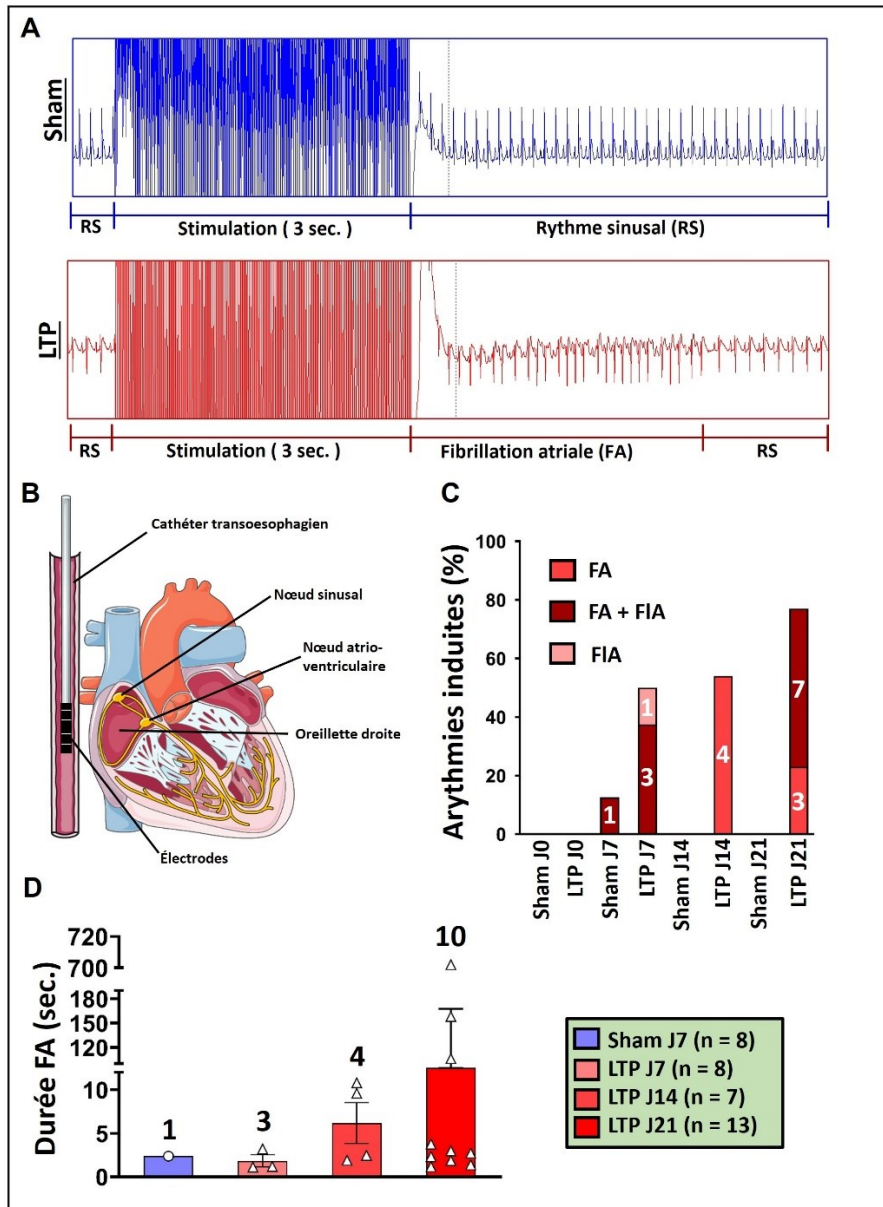 A
Sham
RS
Stimulation ( 3 sec. )
Rythme sinusal (RS)
LTP
RS
Stimulation ( 3 sec. )
Fibrillation atriale (FA)
RS
B
Cathéter transoesophagien
Nœud sinusal
Nœud atrio-
ventriculaire
Oreillette droite
Électrodes
C
Arythmies induites (%)
100
80
60
40
20
0
FA
FA + FlA
FlA
1
1
3
4
7
3
Sham J0
LTP J0
Sham J7
LTP J7
Sham J14
LTP J14
Sham J21
LTP J21
D
Durée FA (sec.)
720
700
180
150
120
10
5
0
1
3
4
10
Sham J7 (n = 8)
LTP J7 (n = 8)
LTP J14 (n = 7)
LTP J21 (n = 13)